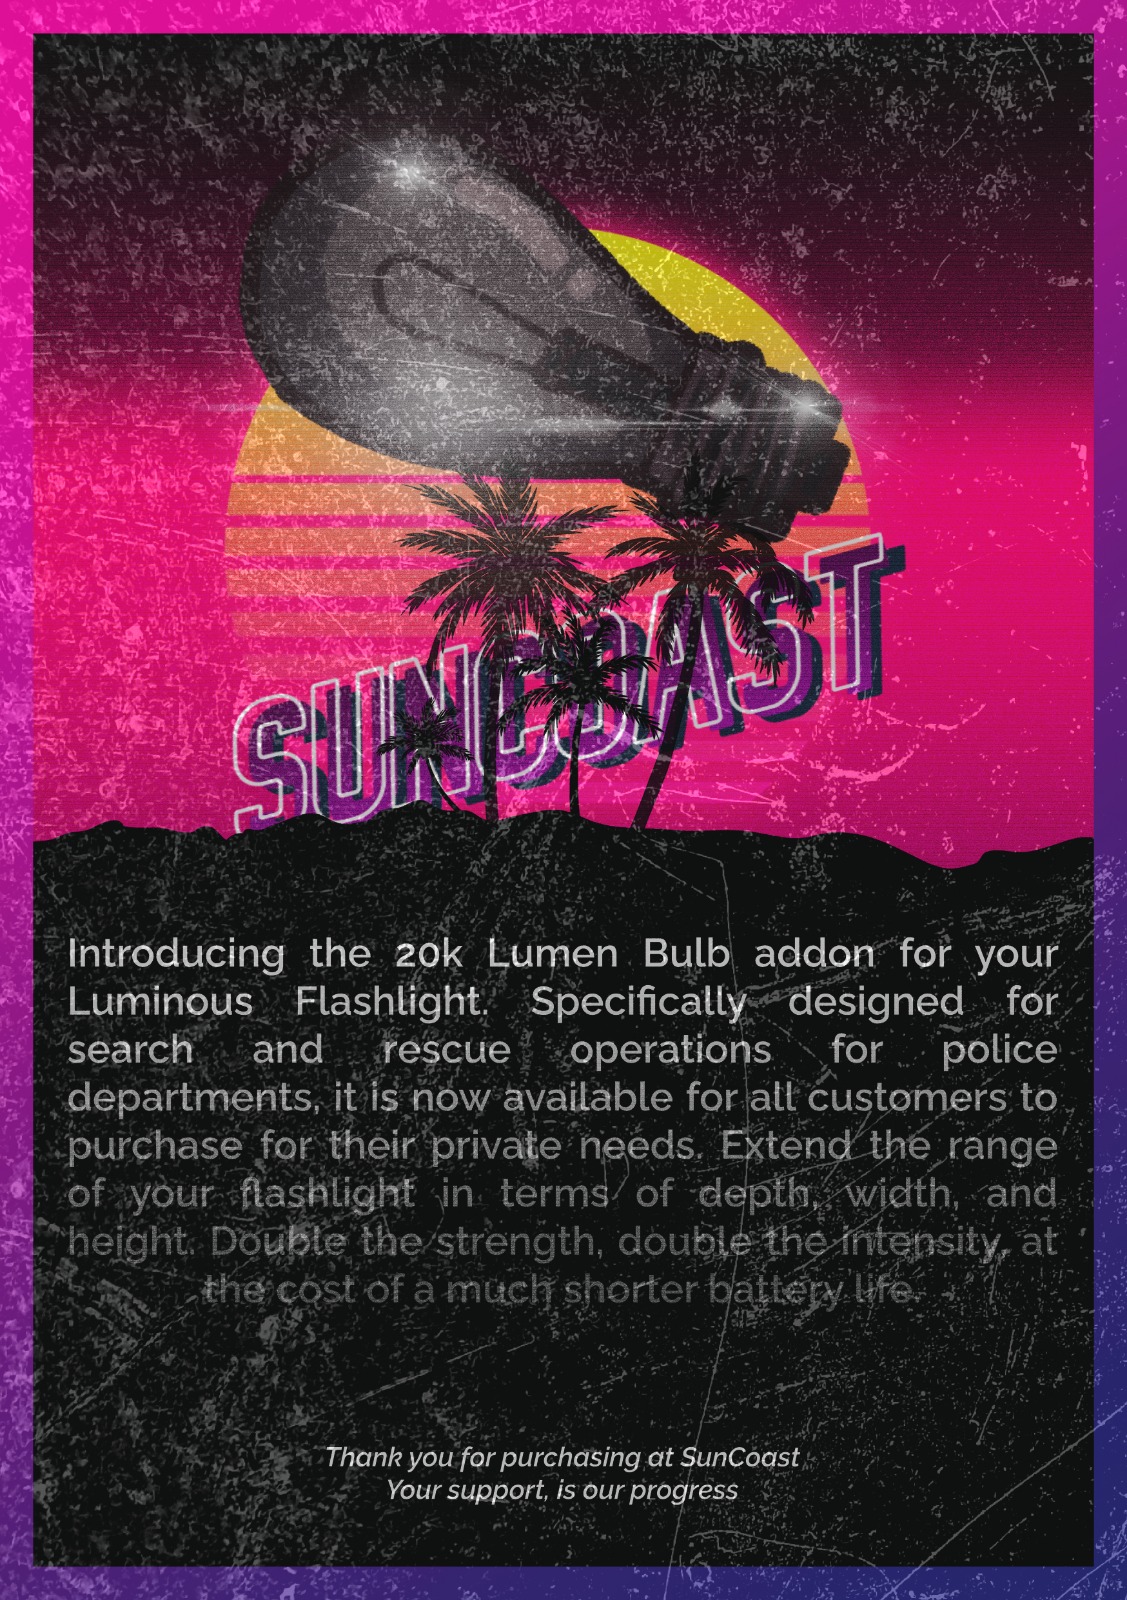 SUNCOAST
Introducing the 20k Lumen Bulb addon for your
Luminous Flashlight. Specifically designed for
search and rescue operations for police
departments, it is now available for all customers to
purchase for their private needs. Extend the range
of your flashlight in terms of depth, width, and
height. Double the strength, double the intensity, at
the cost of a much shorter battery life.
Thank you for purchasing at SunCoast
Your support, is our progress